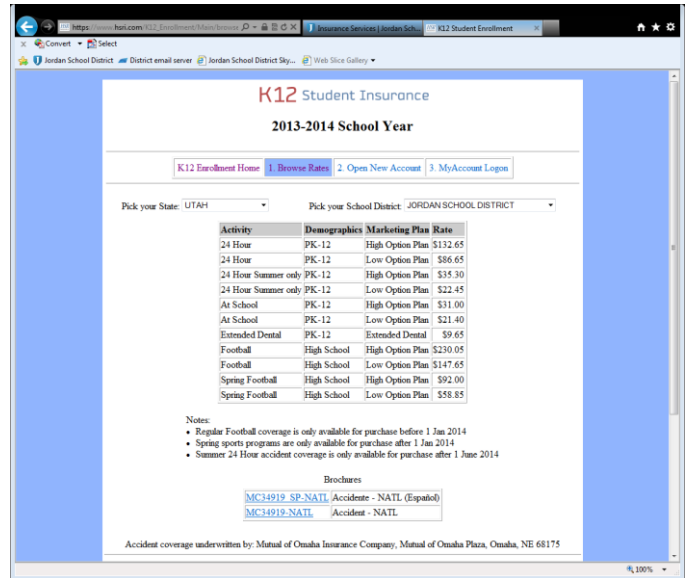 https://www.hsri.com/K12_Enrollment/Main/browse
Insurance Services | Jordan Sch...
K12 Student Enrollment
x Convert Select
Jordan School District District email server Jordan School District Sky... Web Slice Gallery
K12 Student Insurance
2013-2014 School Year
K12 Enrollment Home 1. Browse Rates 2. Open New Account 3. MyAccount Logon
Pick your State: UTAH Pick your School District: JORDAN SCHOOL DISTRICT
Activity Demographics Marketing Plan Rate
24 Hour PK-12 High Option Plan $132.65
24 Hour PK-12 Low Option Plan $86.65
24 Hour Summer only PK-12 High Option Plan $35.30
24 Hour Summer only PK-12 Low Option Plan $22.45
At School PK-12 High Option Plan $31.00
At School PK-12 Low Option Plan $21.40
Extended Dental PK-12 Extended Dental $9.65
Football High School High Option Plan $230.05
Football High School Low Option Plan $147.65
Spring Football High School High Option Plan $92.00
Spring Football High School Low Option Plan $58.85
Notes:
• Regular Football coverage is only available for purchase before 1 Jan 2014
• Spring sports programs are only available for purchase after 1 Jan 2014
• Summer 24 Hour accident coverage is only available for purchase after 1 June 2014
Brochures
MC34919_SP-NATL Accidente - NATL (Español)
MC34919-NATL Accident - NATL
Accident coverage underwritten by: Mutual of Omaha Insurance Company, Mutual of Omaha Plaza, Omaha, NE 68175
100%